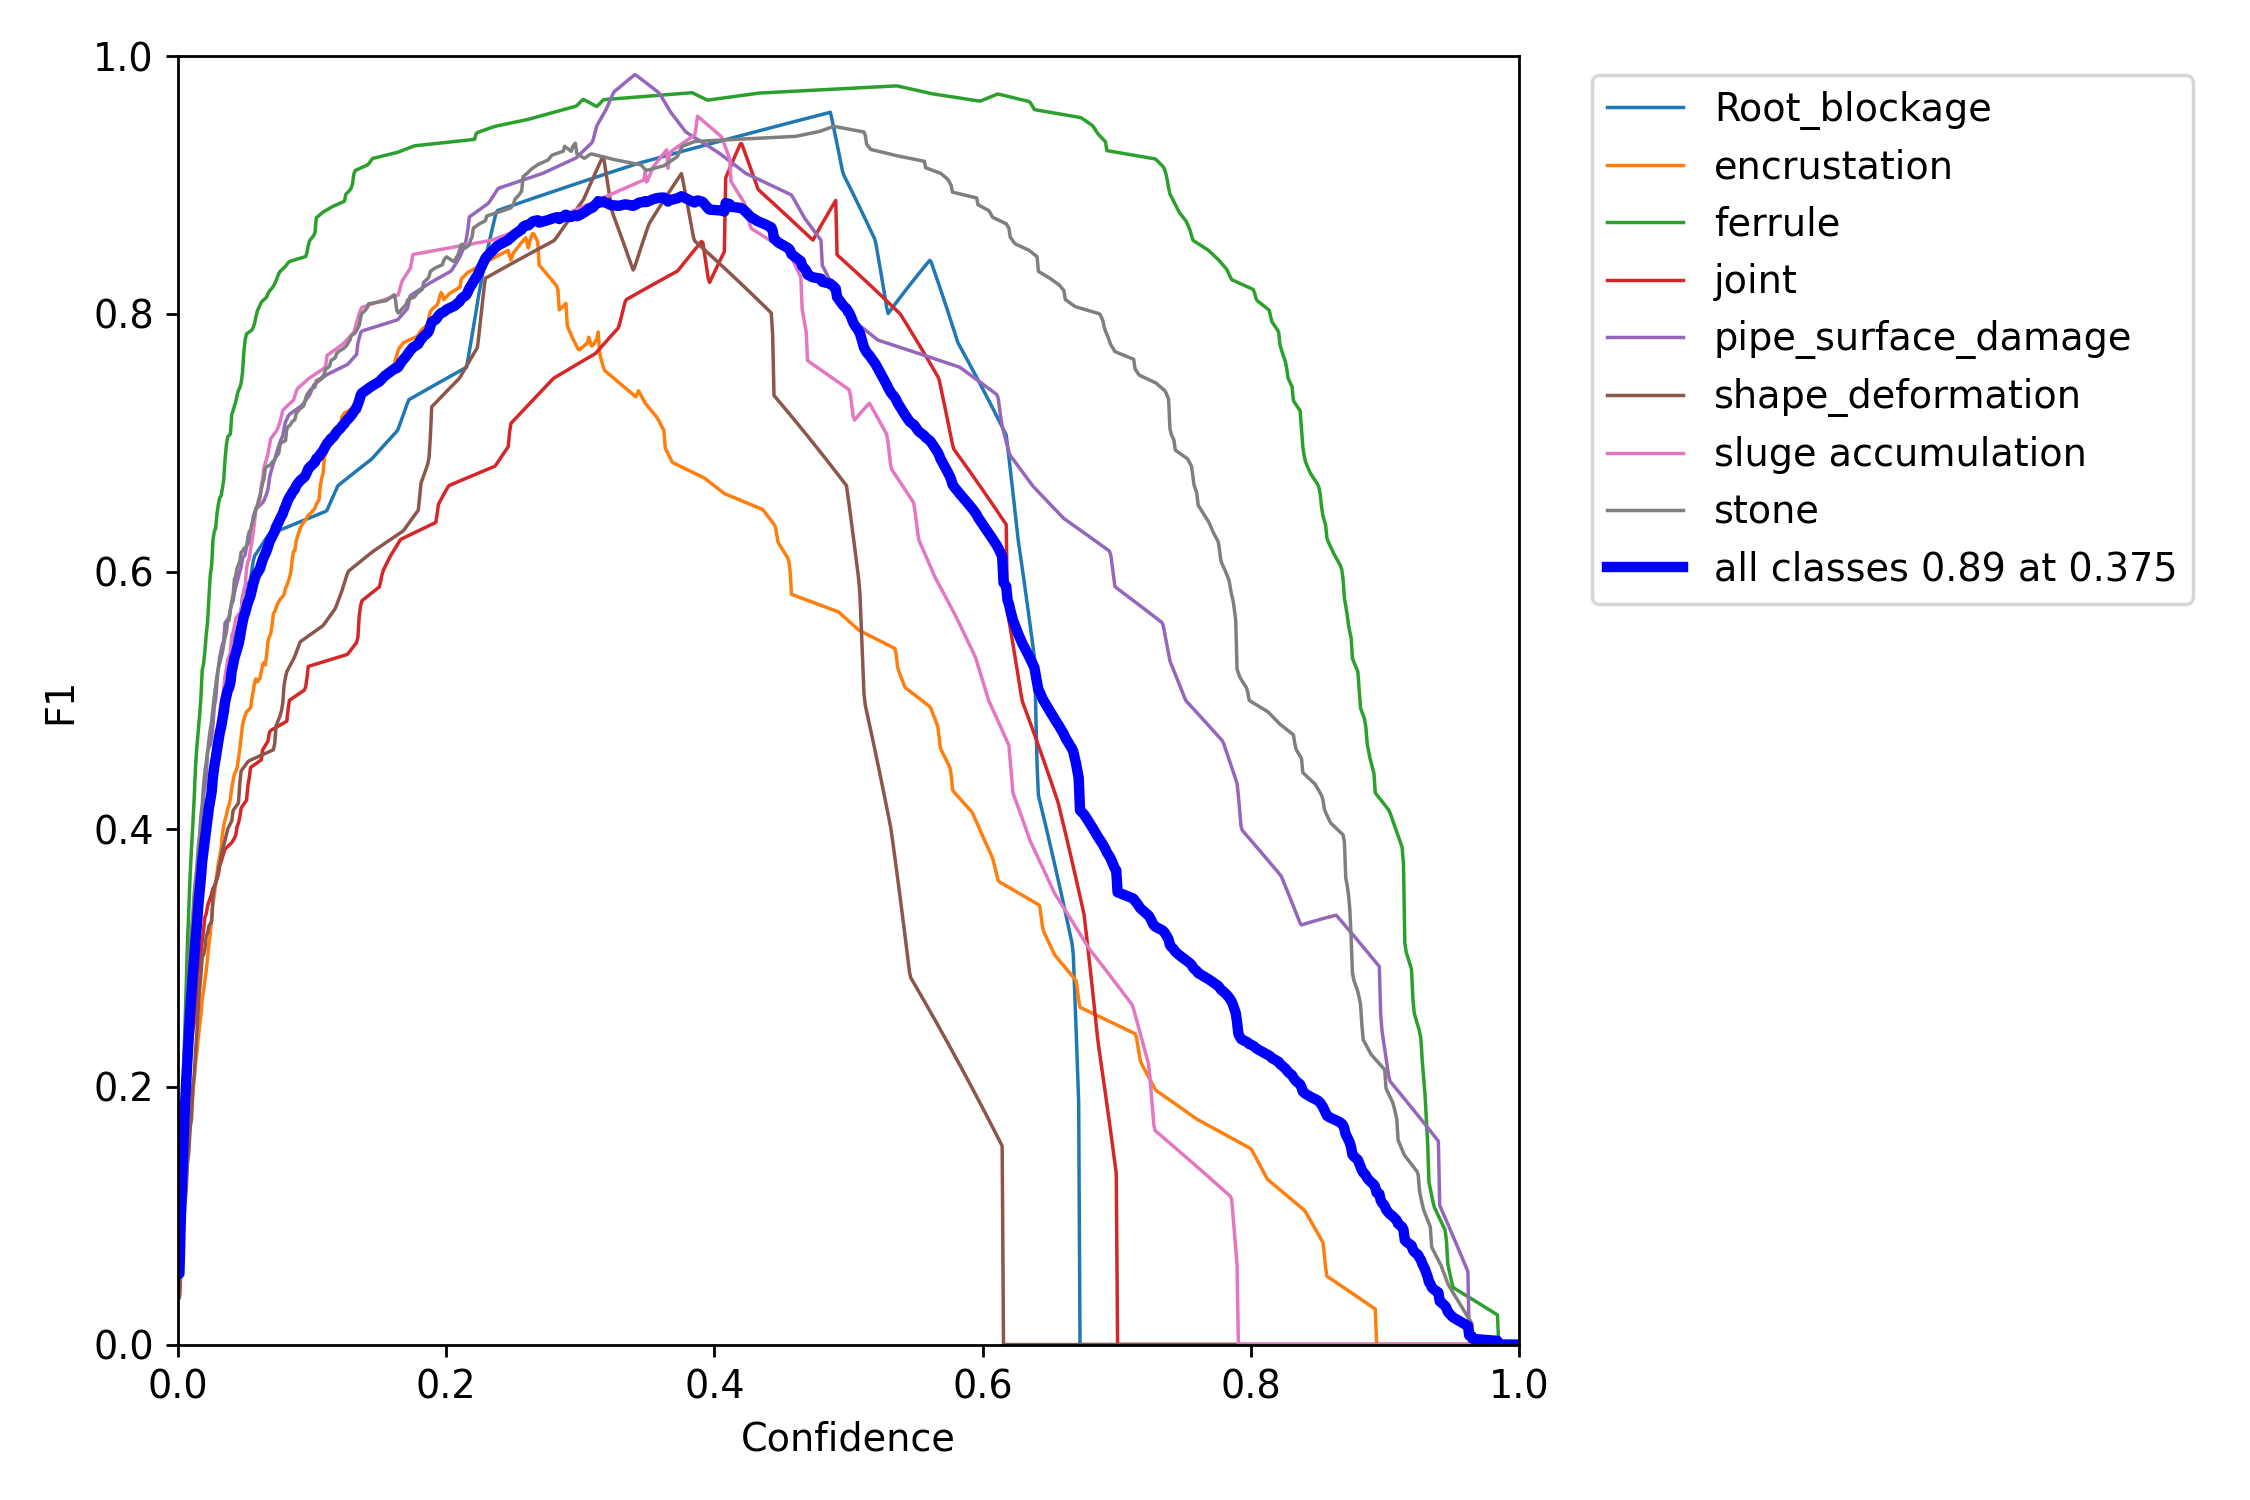 1.0
0.8
0.6
0.4
0.2
0.0
F1
0.0 0.2 0.4 0.6 0.8 1.0
Confidence
Root_blockage
encrustation
ferrule
joint
pipe_surface_damage
shape_deformation
sluge accumulation
stone
all classes 0.89 at 0.375